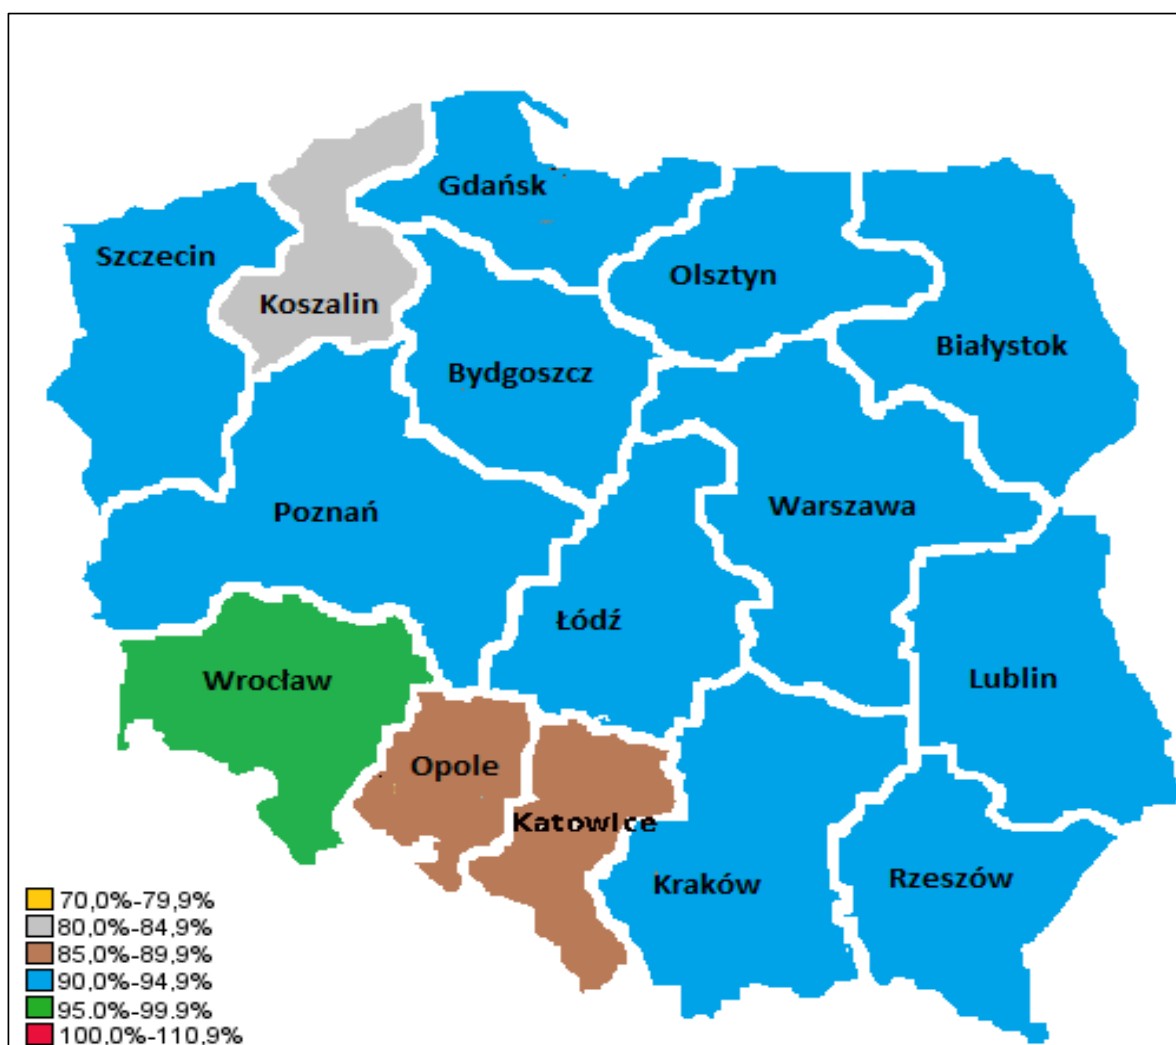 Gdańsk
Szczecin
Olsztyn
Koszalin
Białystok
Bydgoszcz
Warszawa
Poznań
Łódź
Lublin
Wrocław
Opole
Katowice
Rzeszów
Kraków
70,0%-79,9%
80,0%-84,9%
85,0%-89,9%
90,0%-94,9%
95.0%-99.9%
100,0%-110,9%